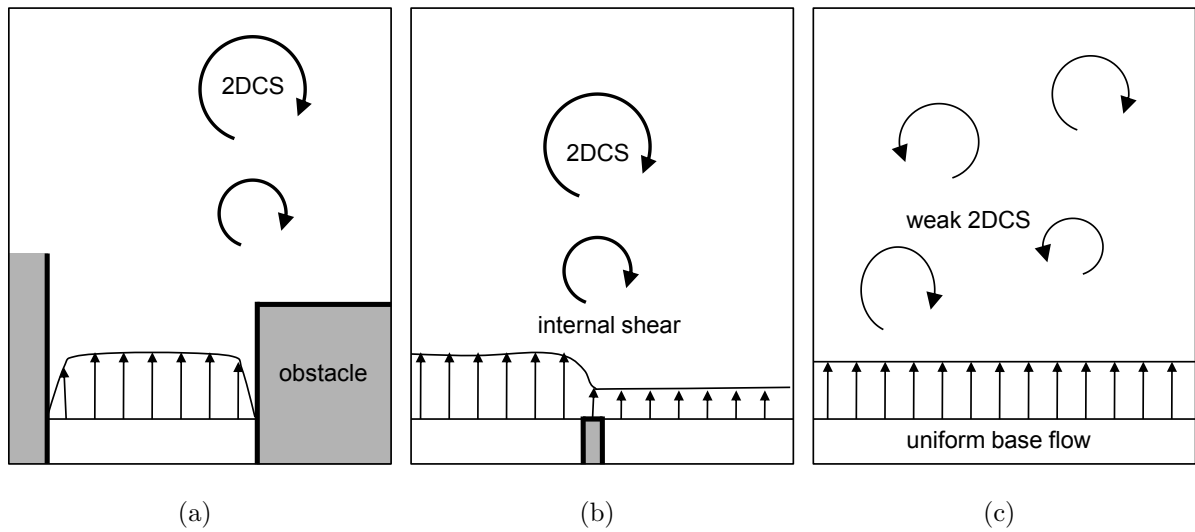 2DCS
obstacle
(a)
2DCS
internal shear
(b)
weak 2DCS
uniform base flow
(c)